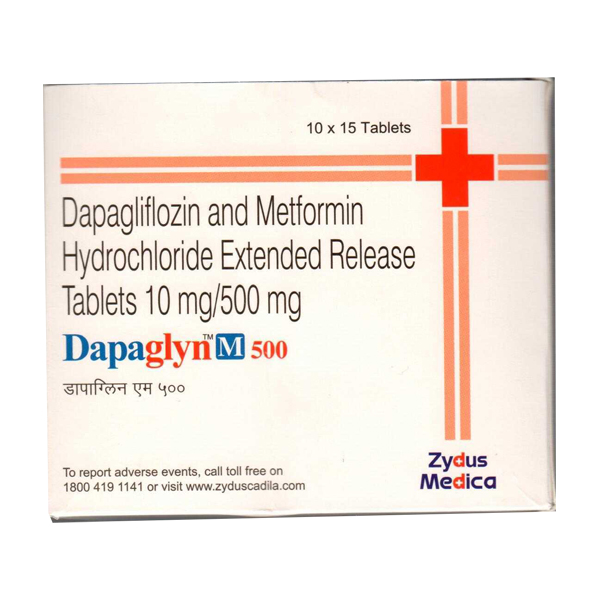 10 x 15 Tablets
Dapagliflozin and Metformin
Hydrochloride Extended Release
Tablets 10 mg/500 mg
Dapaglyn™ M 500
डापाग्लिन एम ५००
To report adverse events, call toll free on
1800 419 1141 or visit www.zyduscadila.com
Zydus
Medica